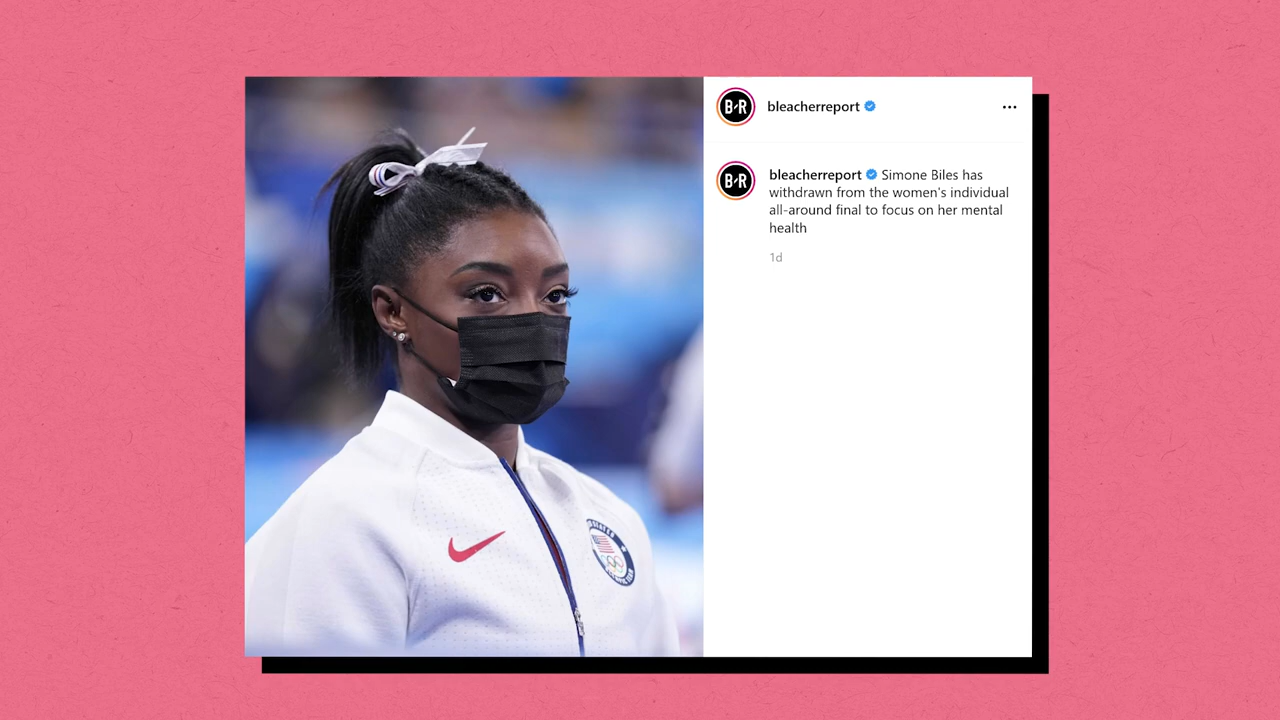 B/R bleacherreport
B/R bleacherreport Simone Biles has
withdrawn from the women's individual
all-around final to focus on her mental
health
1d